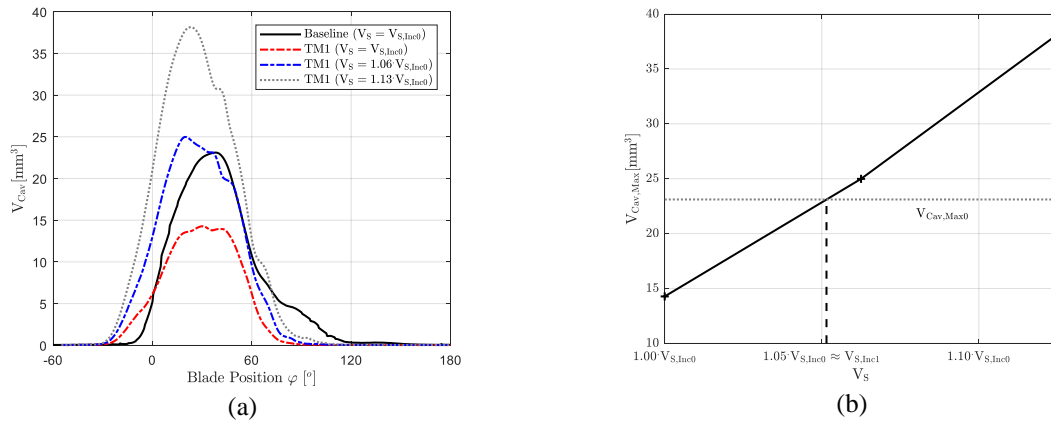 40
35
30
25
20
15
10
5
0
V_Cav [mm³]
-60 0 60 120 180
Blade Position φ [°]
Baseline (V_S = V_S,Inc0)
TM1 (V_S = V_S,Inc0)
TM1 (V_S = 1.06·V_S,Inc0)
TM1 (V_S = 1.13·V_S,Inc0)
(a)
40
35
30
25
20
15
10
V_Cav,Max [mm³]
V_Cav,Max0
1.00·V_S,Inc0 1.05·V_S,Inc0 ≈ V_S,Inc1 1.10·V_S,Inc0
V_S
(b)